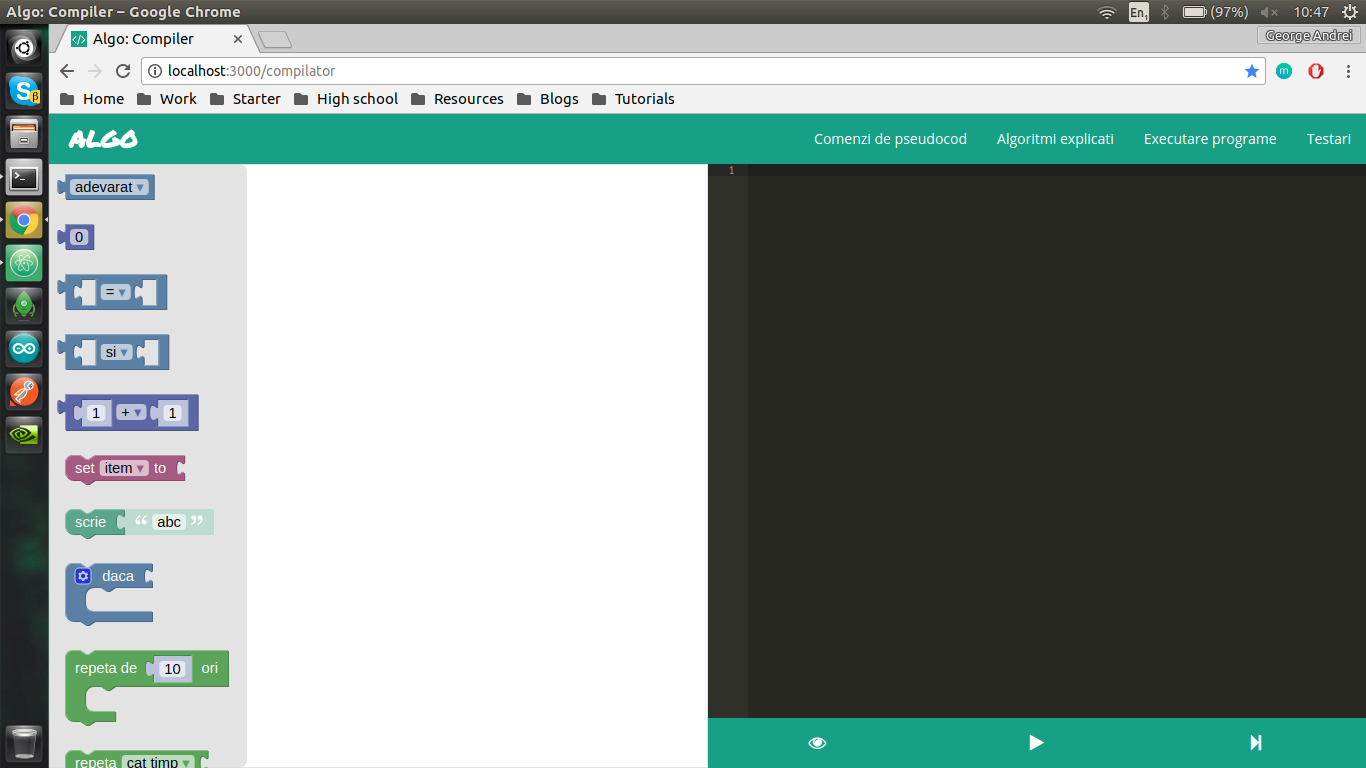 Algo: Compiler – Google Chrome
En1
(97%)
10:47
Algo: Compiler
George Andrei
localhost:3000/compilator
Home
Work
Starter
High school
Resources
Blogs
Tutorials
ALGO
Comenzi de pseudocod
Algoritmi explicati
Executare programe
Testari
adevarat
0
=
si
1 + 1
set item to
scrie “ abc ”
daca
repeta de 10 ori
repeta cat timp
1